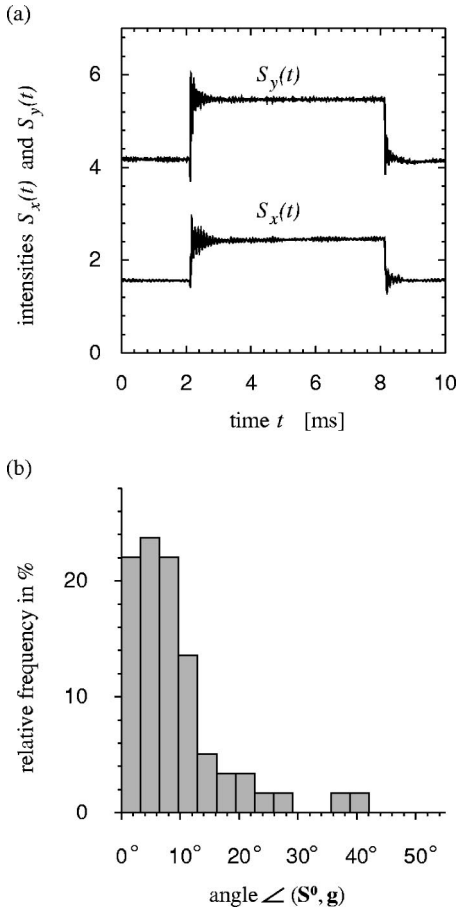 (a)
intensities Sx(t) and Sy(t)
6
4
2
0
Sy(t)
Sx(t)
0 2 4 6 8 10
time t [ms]
(b)
relative frequency in %
20
10
0
0° 10° 20° 30° 40° 50°
angle ∠ (S⁰, g)